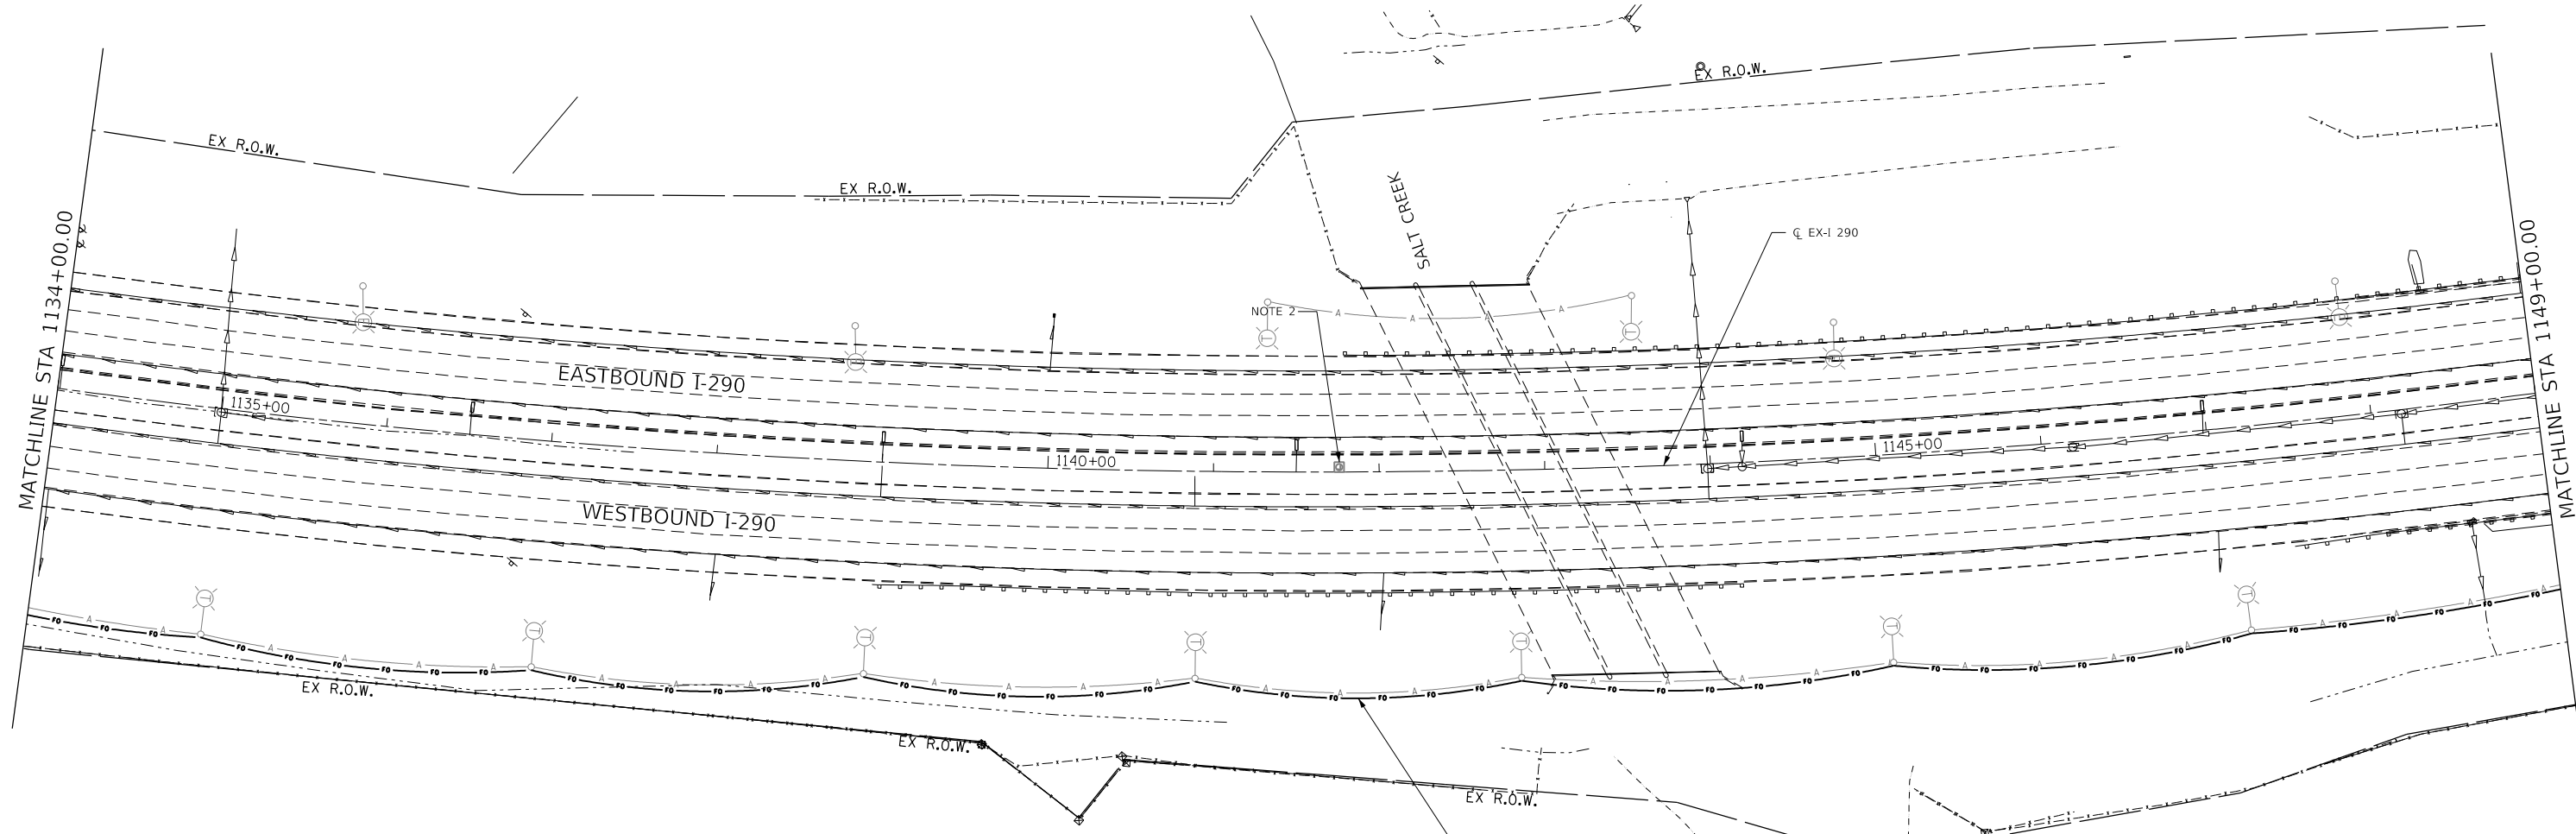 EX R.O.W.
EX R.O.W.
EX R.O.W.
SALT CREEK
MATCHLINE STA 1134+00.00
MATCHLINE STA 1149+00.00
℄ EX-I 290
NOTE 2
A A A A
EASTBOUND I-290
1135+00
1140+00
1145+00
WESTBOUND I-290
EX R.O.W.
EX R.O.W.
EX R.O.W.